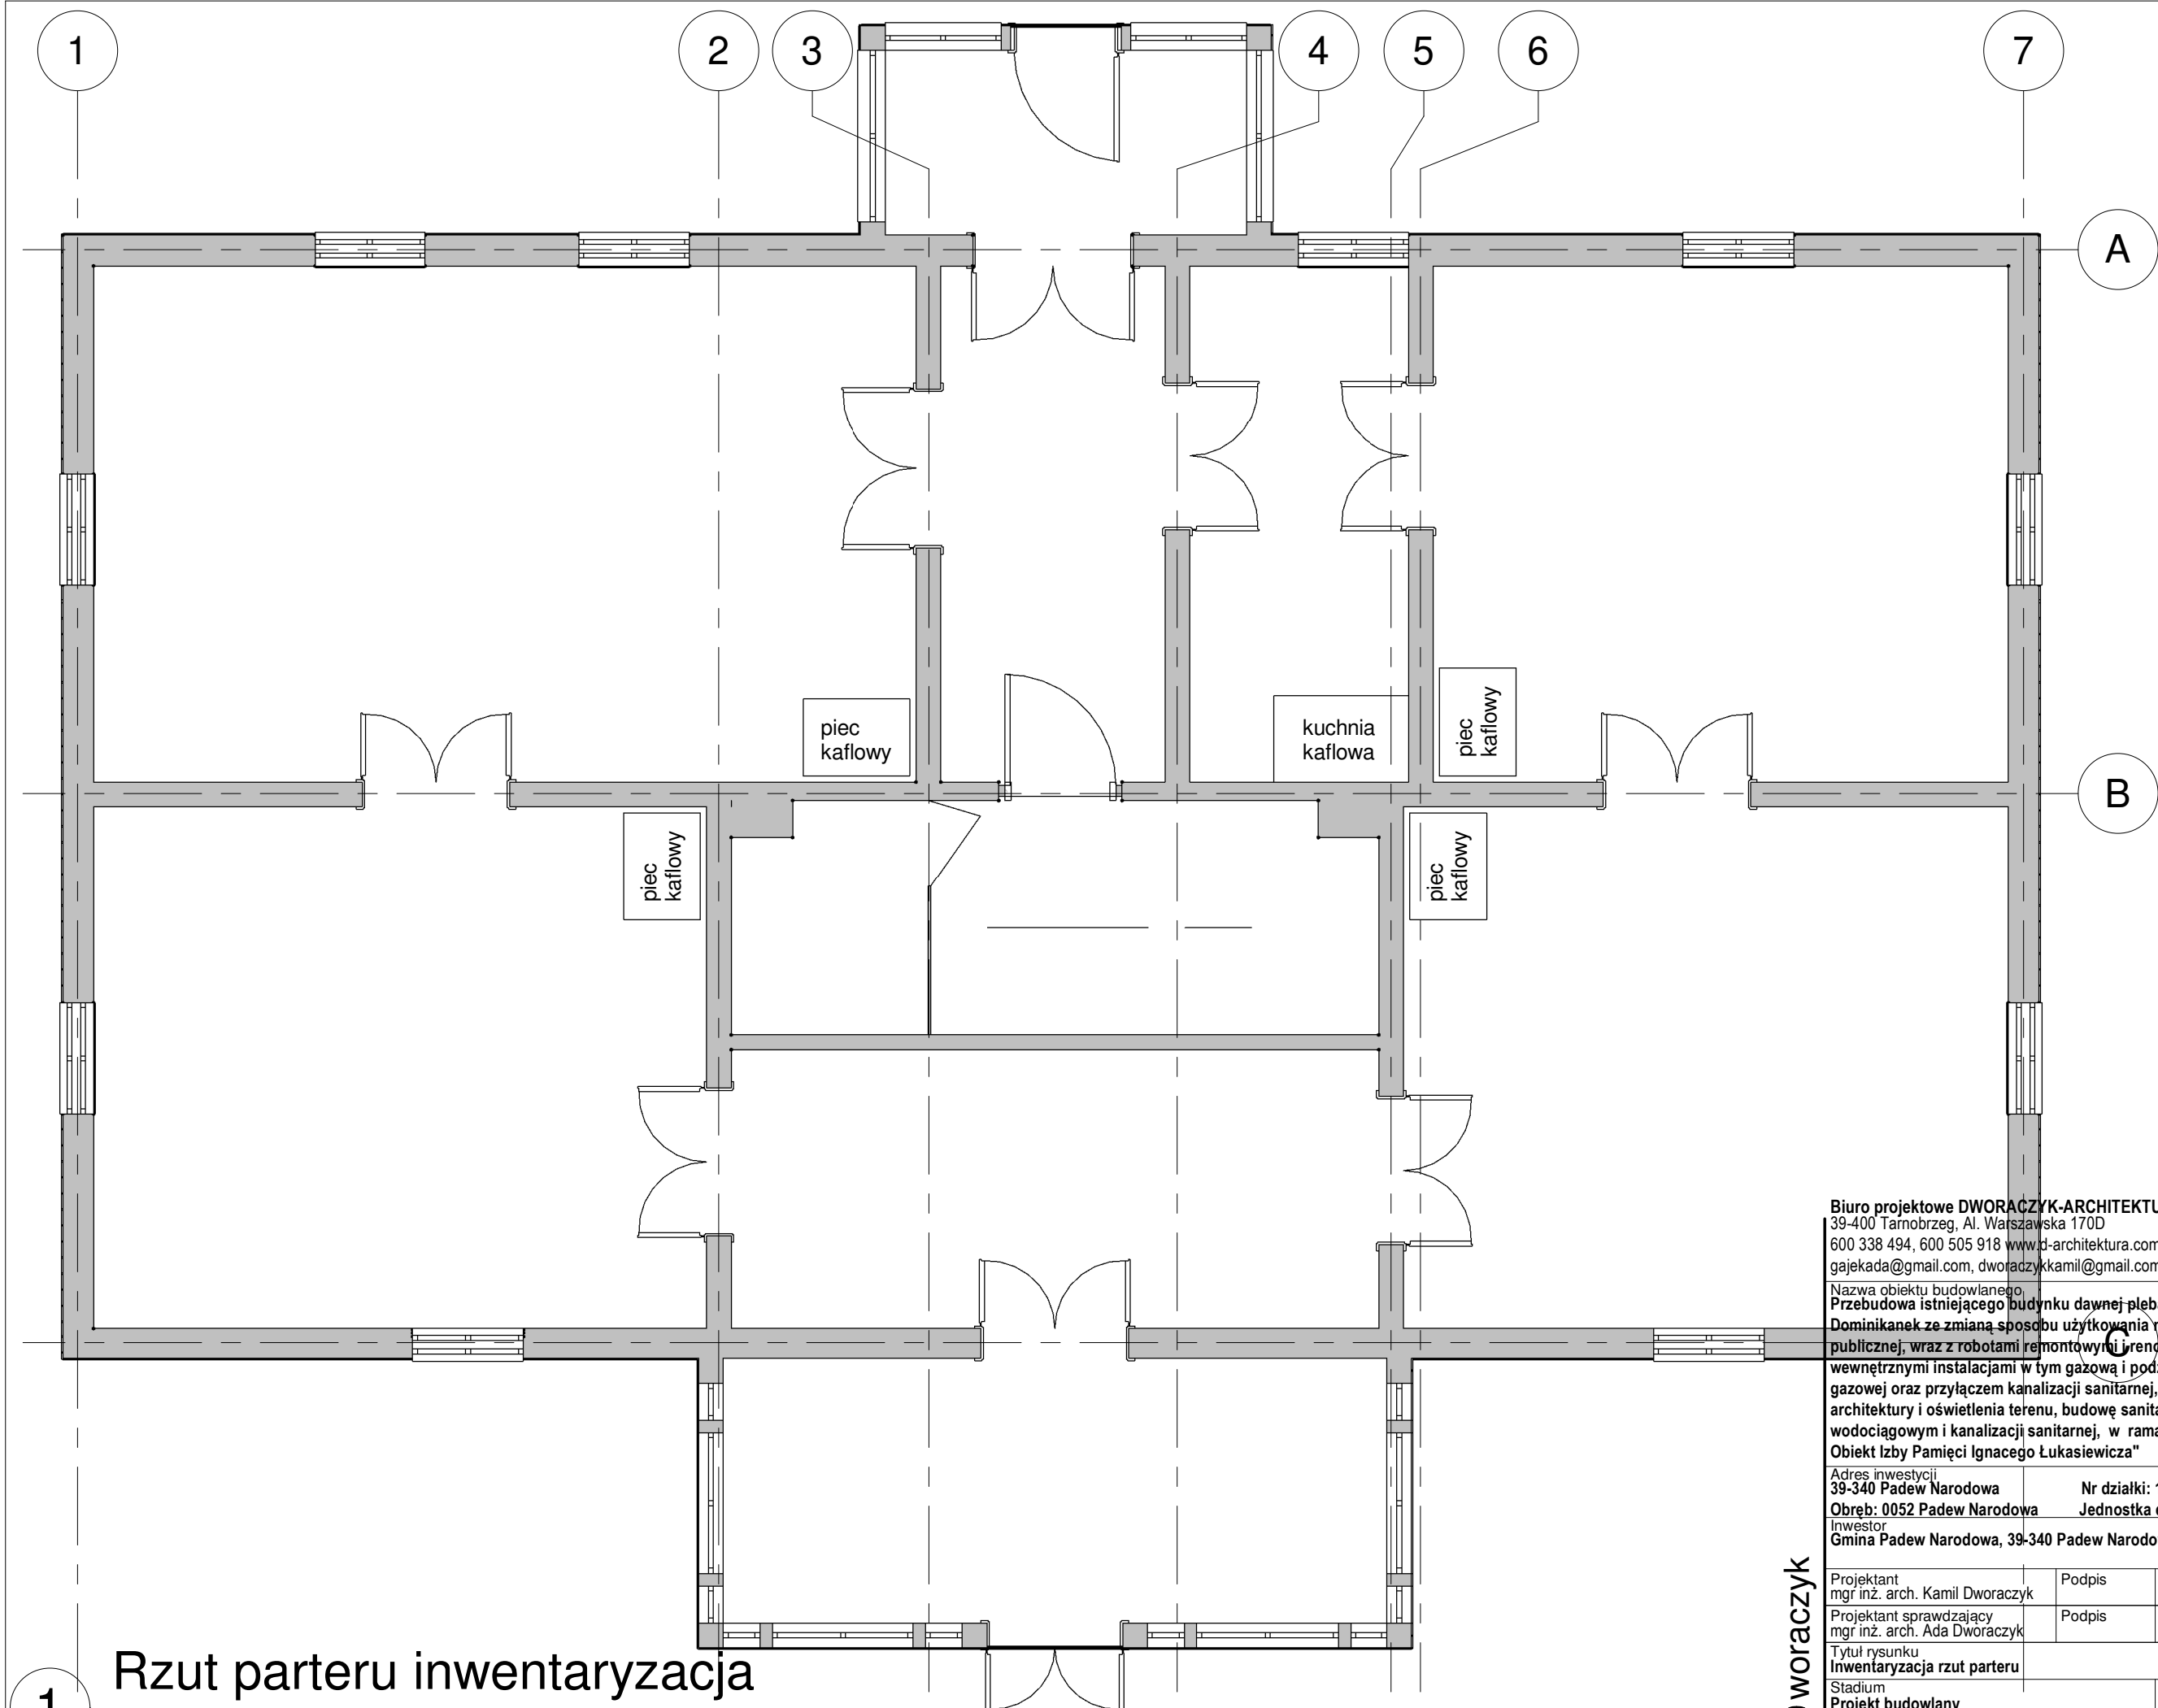 1
2
3
4
5
6
7
A
piec
kaflowy
kuchnia
kaflowa
piec
kaflowy
B
piec
kaflowy
piec
kaflowy
C
Biuro projektowe DWORACZYK-ARCHITEKTU
39-400 Tarnobrzeg, Al. Warszawska 170D
600 338 494, 600 505 918 www.d-architektura.com
gajekada@gmail.com, dworaczykkamil@gmail.com
Nazwa obiektu budowlanego
Przebudowa istniejącego budynku dawnej pleb
Dominikanek ze zmianą sposobu użytkowania
publicznej, wraz z robotami remontowymi i reno
wewnętrznymi instalacjami w tym gazową i pod
gazowej oraz przyłączem kanalizacji sanitarnej,
architektury i oświetlenia terenu, budowę sanita
wodociągowym i kanalizacji sanitarnej, w rama
Obiekt Izby Pamięci Ignacego Łukasiewicza"
Adres inwestycji
39-340 Padew Narodowa Nr działki:
Obręb: 0052 Padew Narodowa Jednostka
Inwestor
Gmina Padew Narodowa, 39-340 Padew Narodo
Projektant Podpis
mgr inż. arch. Kamil Dworaczyk
Projektant sprawdzający Podpis
mgr inż. arch. Ada Dworaczyk
Tytuł rysunku
Inwentaryzacja rzut parteru
Stadium
Projekt budowlany
Dworaczyk
Rzut parteru inwentaryzacja
1